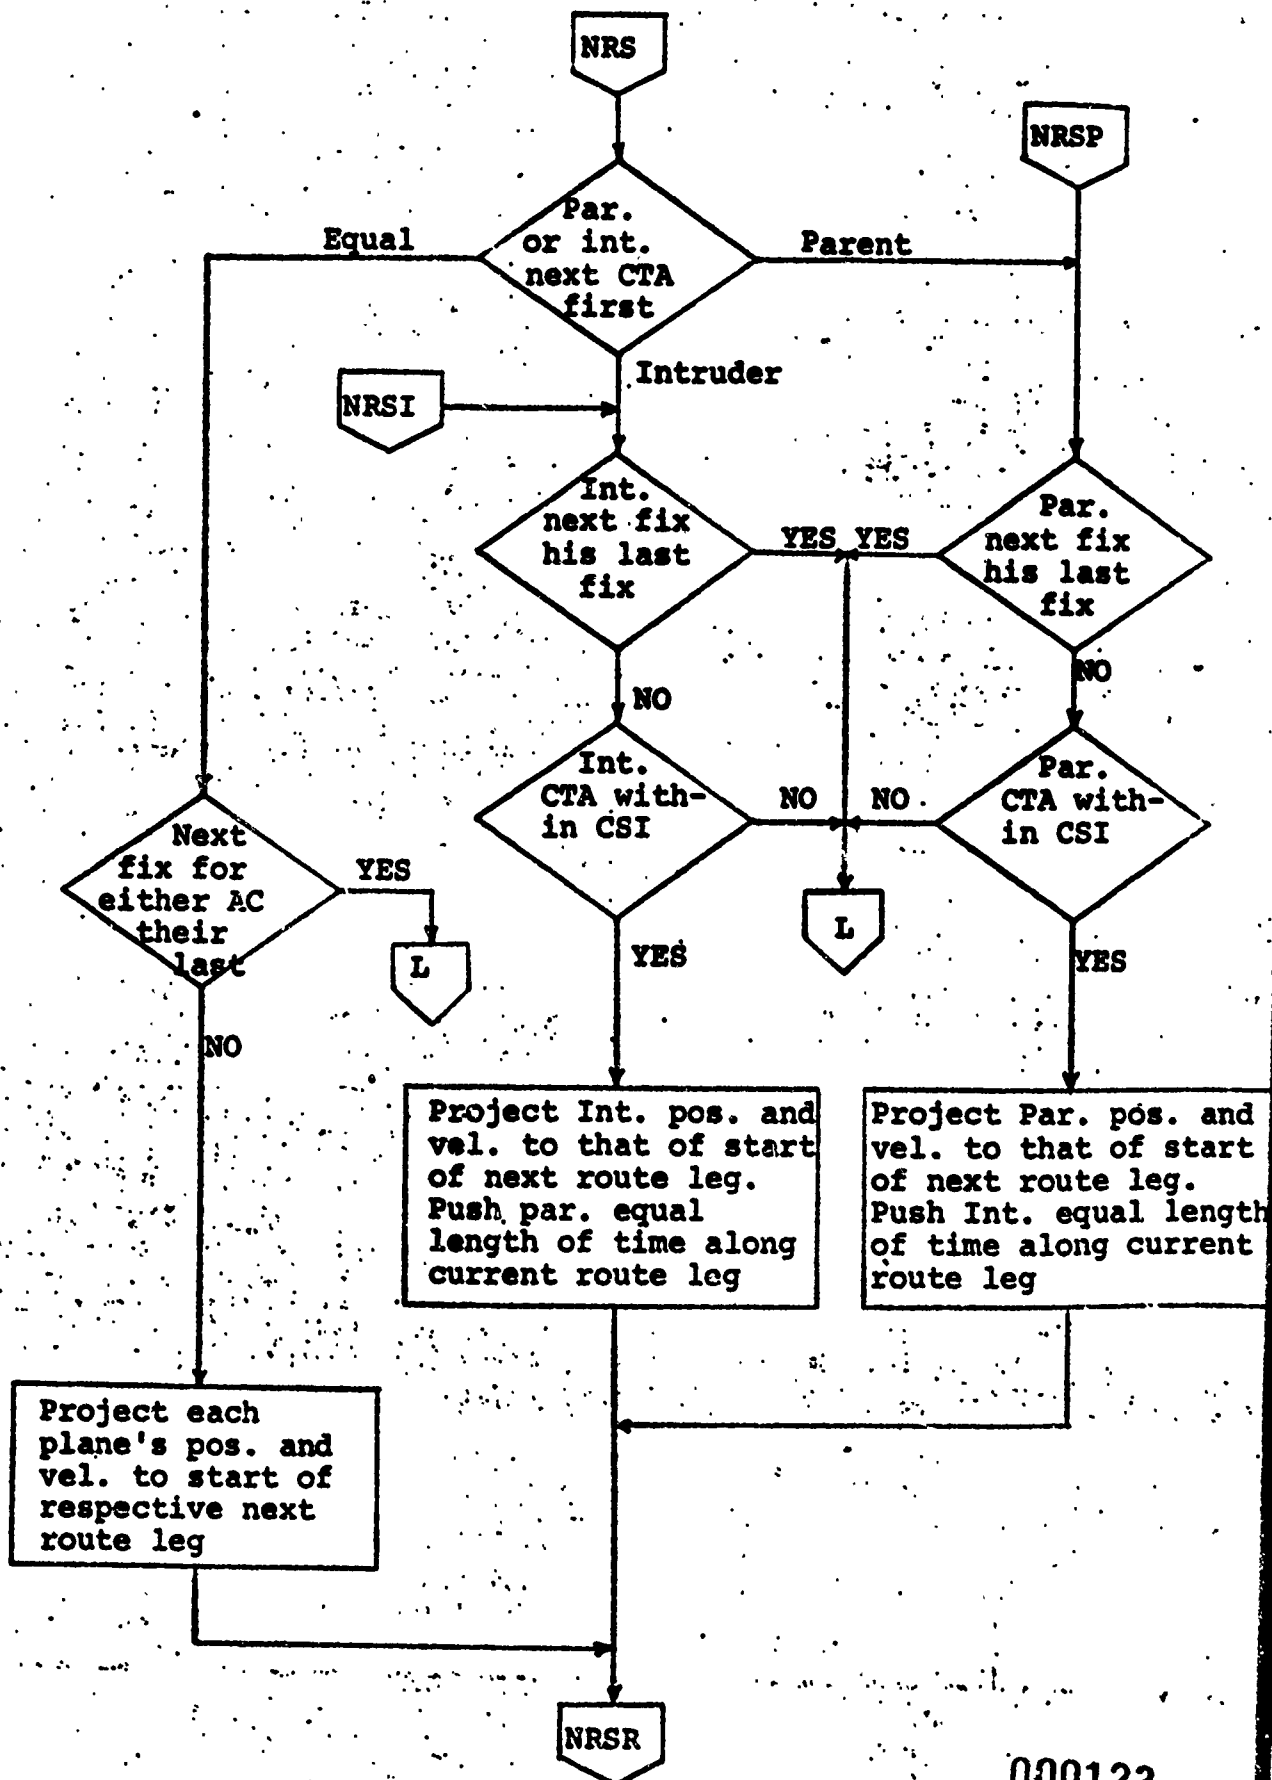 NRS
NRSP
Par.
or int.
next CTA
first
Equal
Parent
Intruder
NRSI
Int.
next fix
his last
fix
YES
YES
Par.
next fix
his last
fix
NO
NO
Int.
CTA with-
in CSI
NO
NO
Par.
CTA with-
in CSI
Next
fix for
either AC
their
last
YES
L
L
YES
YES
NO
Project Int. pos. and
vel. to that of start
of next route leg.
Push par. equal
length of time along
current route leg
Project Par. pos. and
vel. to that of start
of next route leg.
Push Int. equal length
of time along current
route leg
Project each
plane's pos. and
vel. to start of
respective next
route leg
NRSR
000123